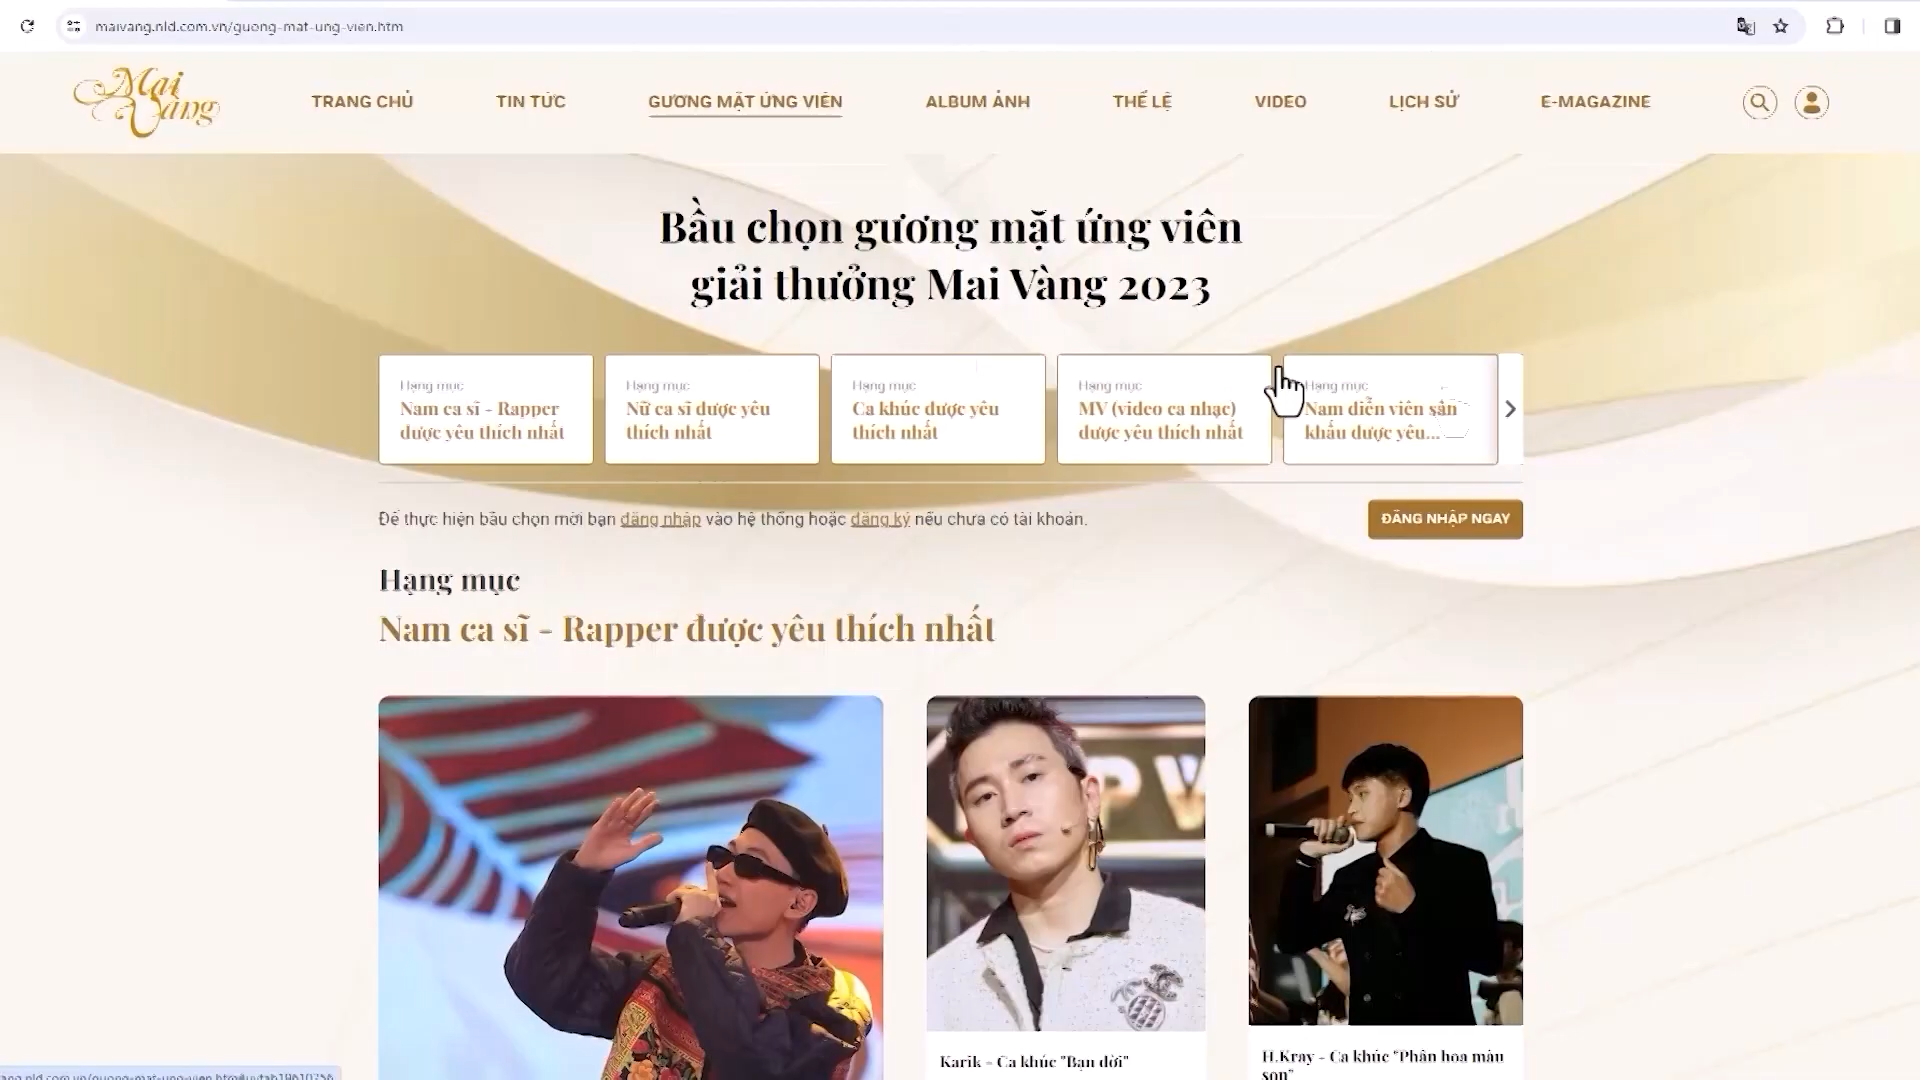 maivang.nld.com.vn/guong-mat-ung-vien.htm
Mai Vàng
TRANG CHỦ
TIN TỨC
GƯƠNG MẶT ỨNG VIÊN
ALBUM ẢNH
THỂ LỆ
VIDEO
LỊCH SỬ
E-MAGAZINE
Bầu chọn gương mặt ứng viên
giải thưởng Mai Vàng 2023
Hạng mục
Nam ca sĩ - Rapper
được yêu thích nhất
Hạng mục
Nữ ca sĩ được yêu
thích nhất
Hạng mục
Ca khúc được yêu
thích nhất
Hạng mục
MV (video ca nhạc)
được yêu thích nhất
Hạng mục
Nam diễn viên sân
khấu được yêu...
Để thực hiện bầu chọn mời bạn đăng nhập vào hệ thống hoặc đăng ký nếu chưa có tài khoản.
ĐĂNG NHẬP NGAY
Hạng mục
Nam ca sĩ - Rapper được yêu thích nhất
Karik - Ca khúc "Bạn đời"
H.Kray - Ca khúc "Phân hoa màu
son"